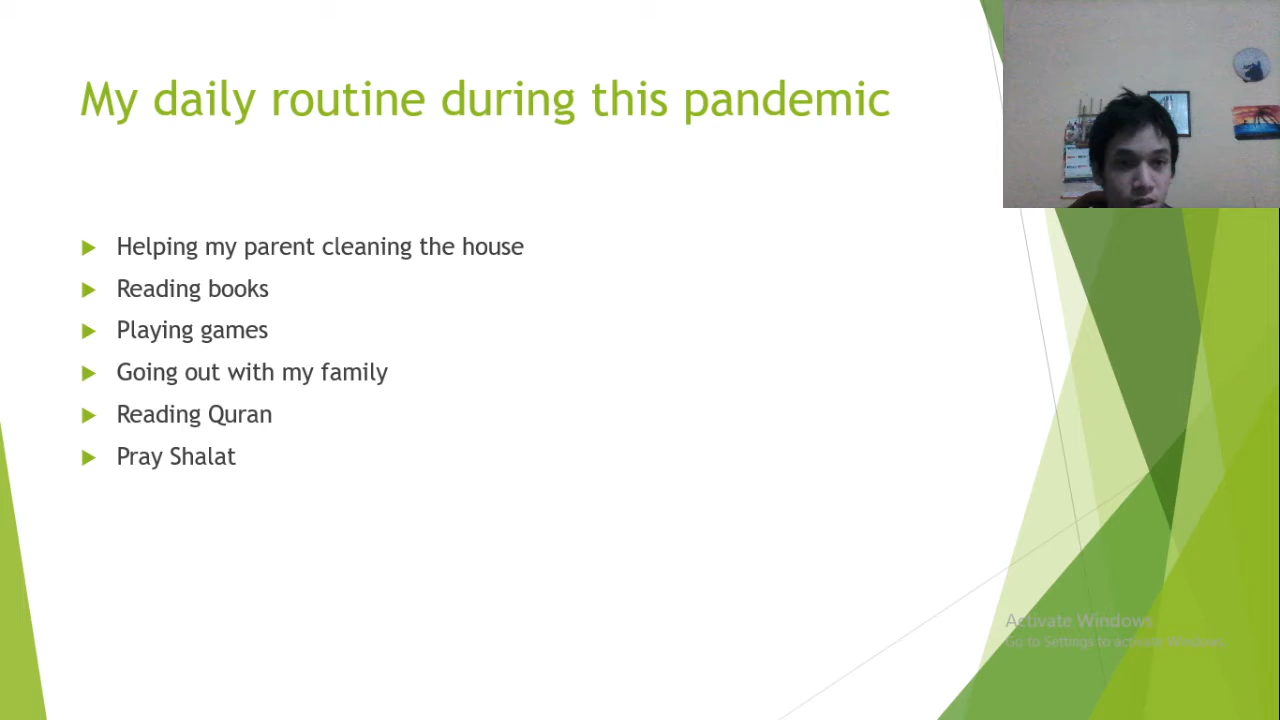 My daily routine during this pandemic
Helping my parent cleaning the house
Reading books
Playing games
Going out with my family
Reading Quran
Pray Shalat
Activate Windows
Go to Settings to activate Windows.